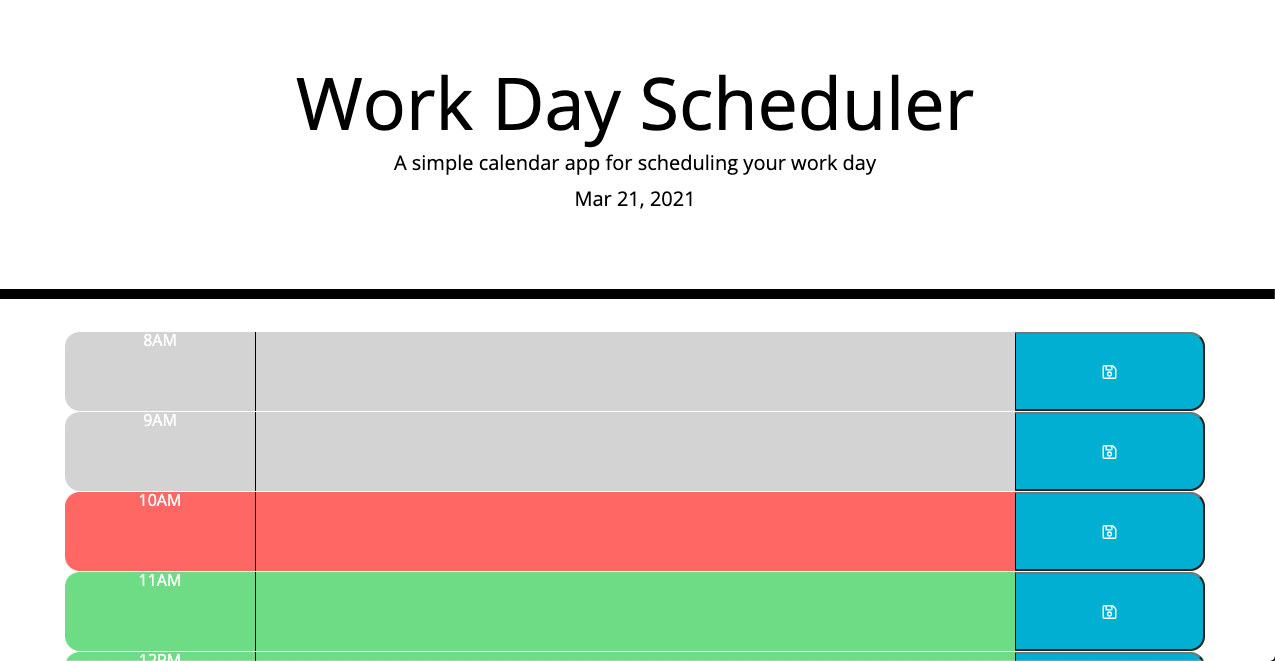 Work Day Scheduler
A simple calendar app for scheduling your work day
Mar 21, 2021
8AM
9AM
10AM
11AM
12PM